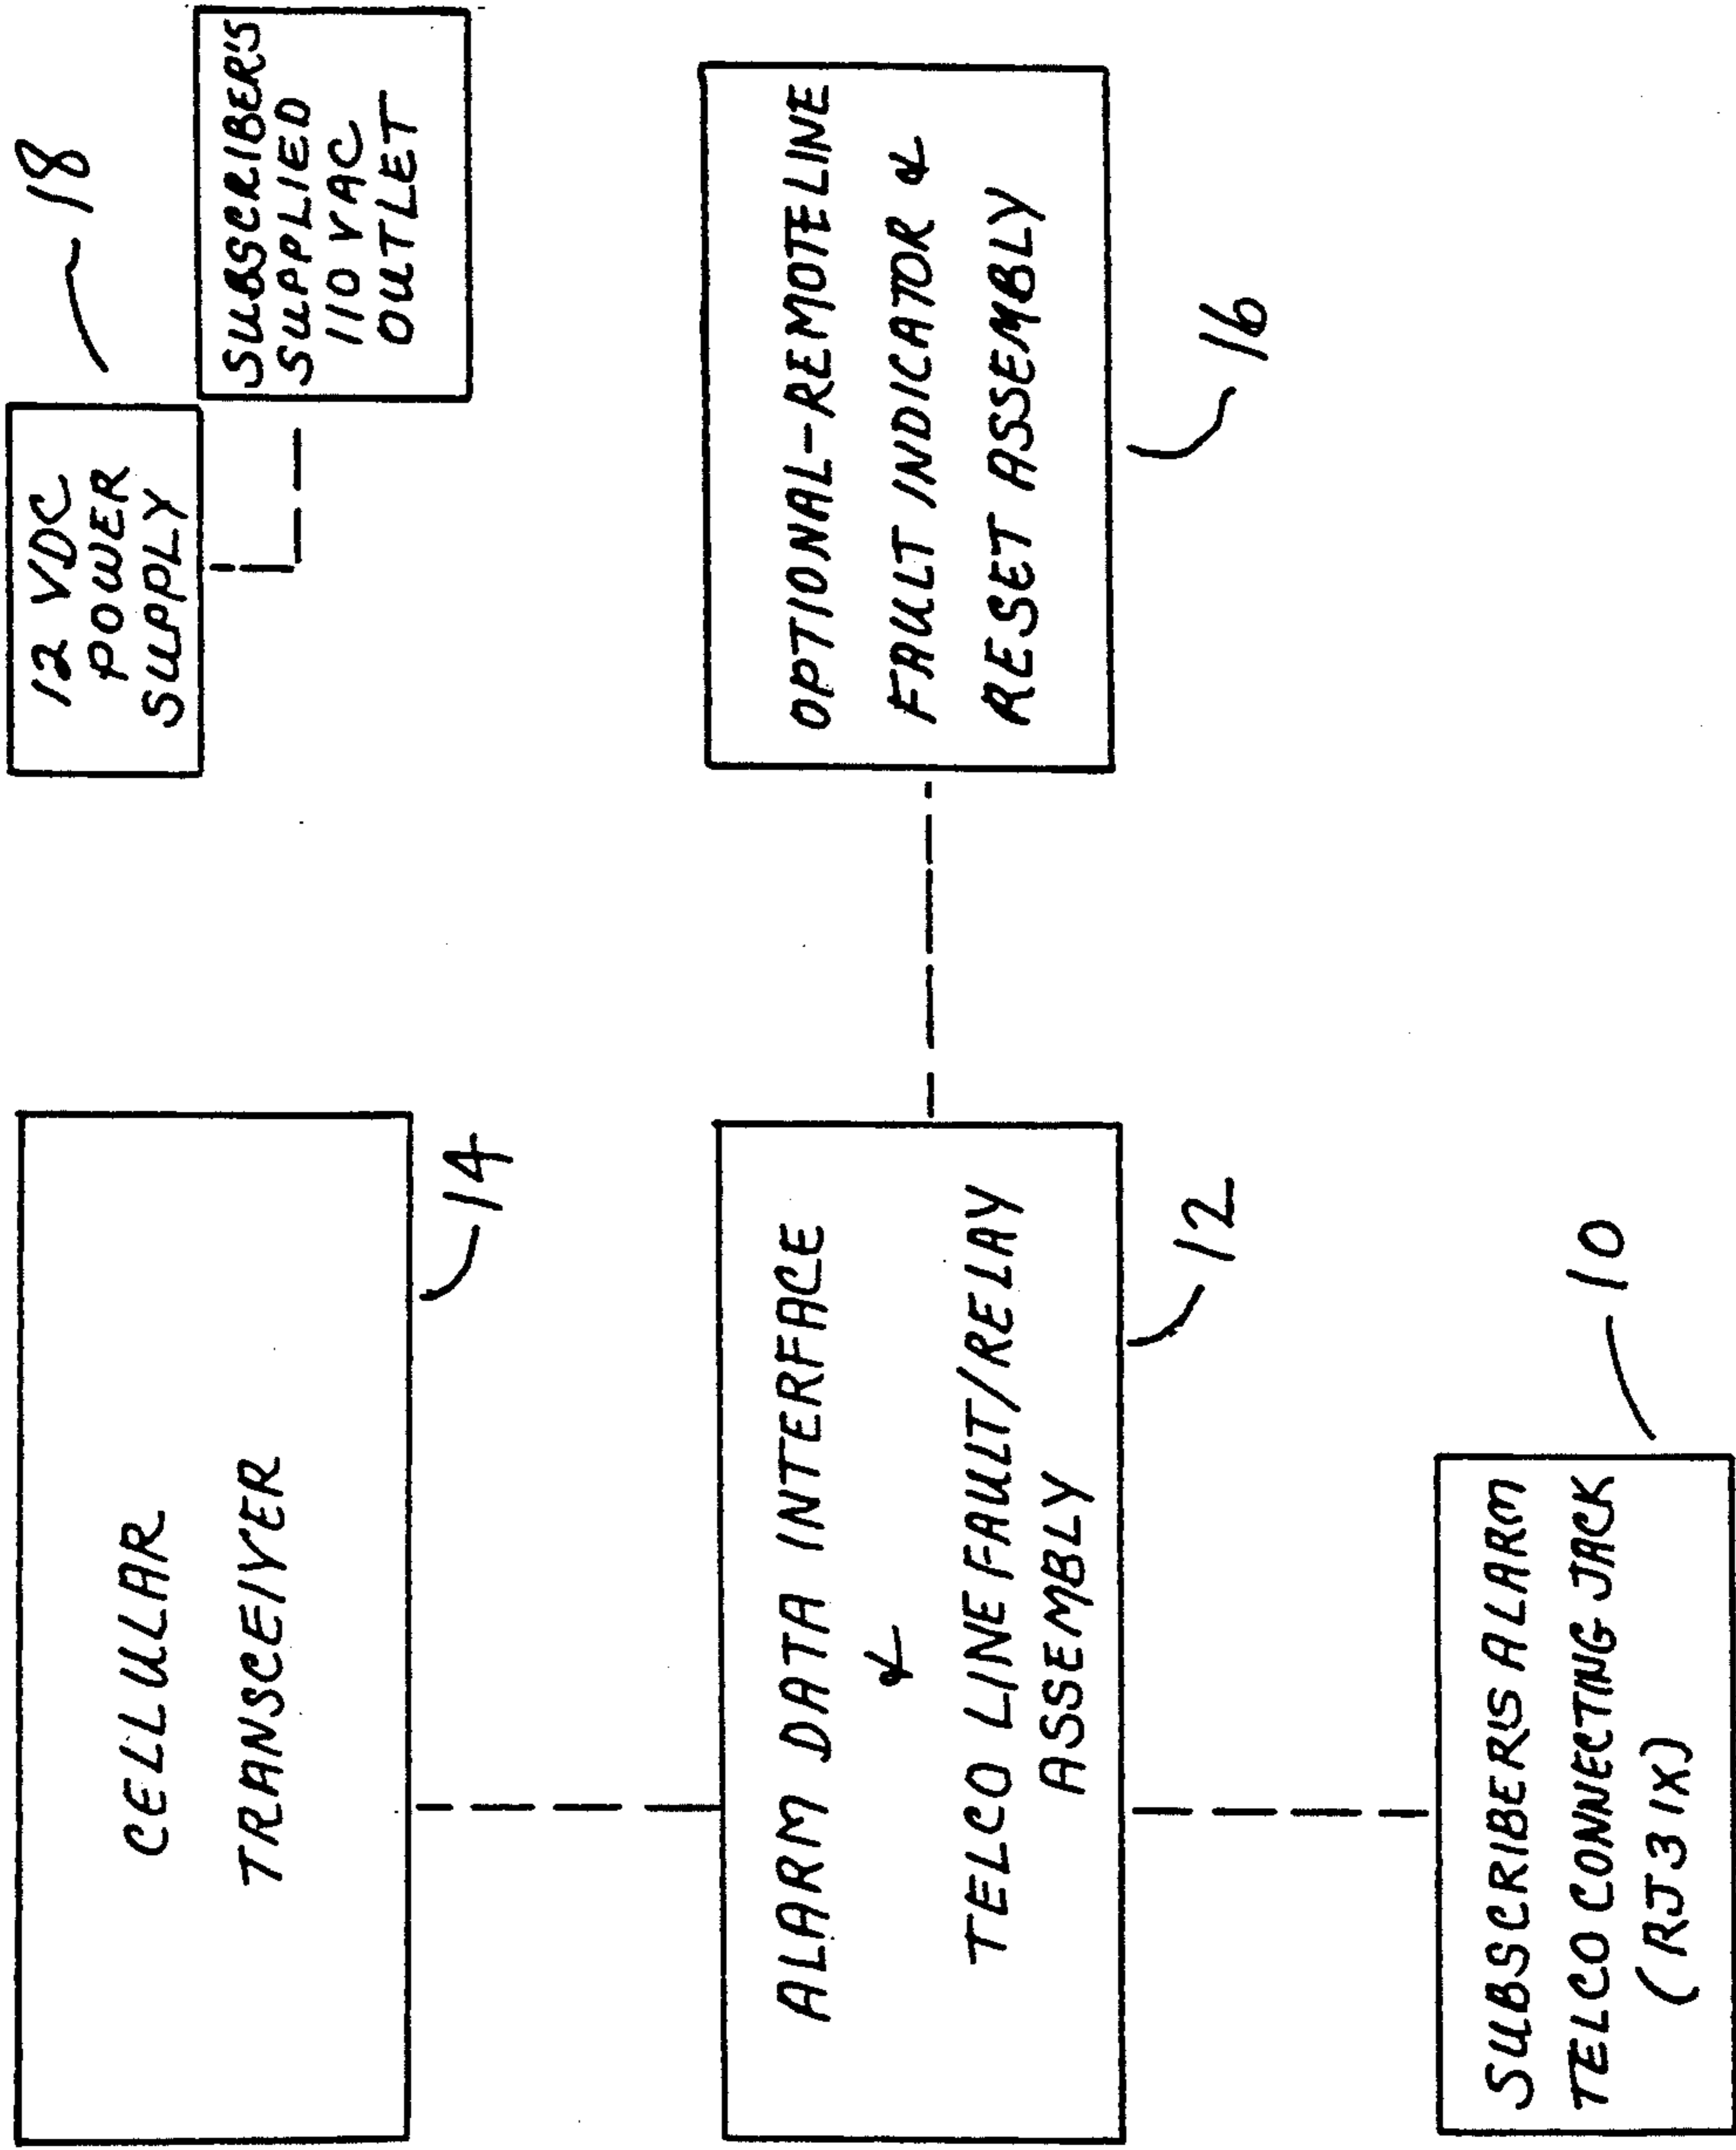 CELLULAR
TRANSCEIVER
14
12 VDC
POWER
SUPPLY
18
SUBSCRIBER'S
SUPPLIED
110 VAC
OUTLET
ALARM DATA INTERFACE
&
TELCO LINE FAULT/RELAY
ASSEMBLY
12
OPTIONAL-REMOTE LINE
FAULT INDICATOR &
RESET ASSEMBLY
16
SUBSCRIBERS ALARM
TELCO CONNECTING JACK
(RJ31X)
10